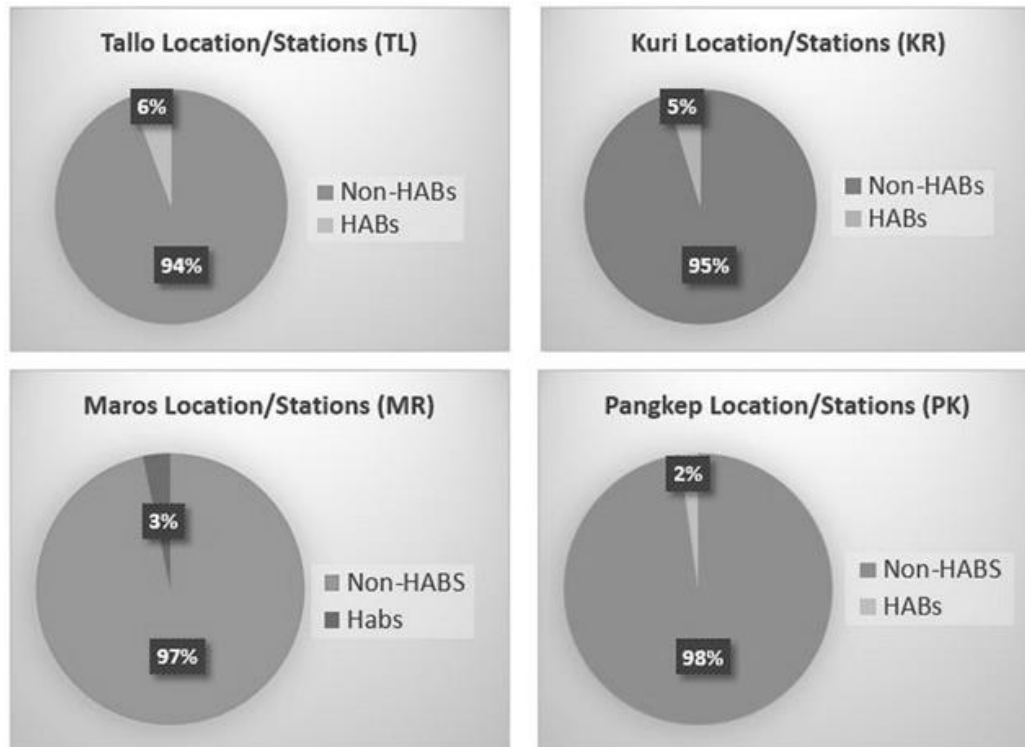 Tallo Location/Stations (TL)
6%
Non-HABs
HABs
94%
Kuri Location/Stations (KR)
5%
Non-HABs
HABs
95%
Maros Location/Stations (MR)
3%
Non-HABS
Habs
97%
Pangkep Location/Stations (PK)
2%
Non-HABS
HABs
98%